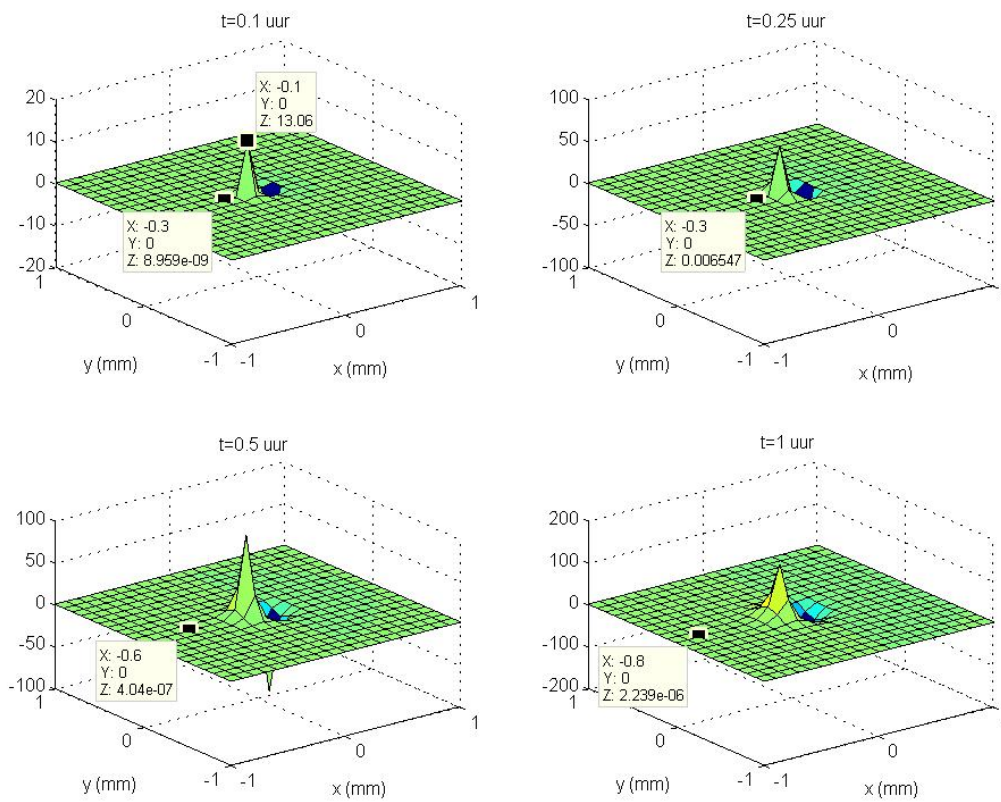 t=0.1 uur
X: -0.1
Y: 0
Z: 13.06
20
10
0
-10
-20
X: -0.3
Y: 0
Z: 8.959e-09
1
0
-1
y (mm)
-1
0
1
x (mm)
t=0.25 uur
100
50
0
-50
-100
X: -0.3
Y: 0
Z: 0.006547
1
0
-1
y (mm)
-1
0
1
x (mm)
t=0.5 uur
100
50
0
-50
-100
X: -0.6
Y: 0
Z: 4.04e-07
1
0
-1
y (mm)
-1
0
1
x (mm)
t=1 uur
200
100
0
-100
-200
X: -0.8
Y: 0
Z: 2.239e-06
1
0
-1
y (mm)
-1
0
1
x (mm)